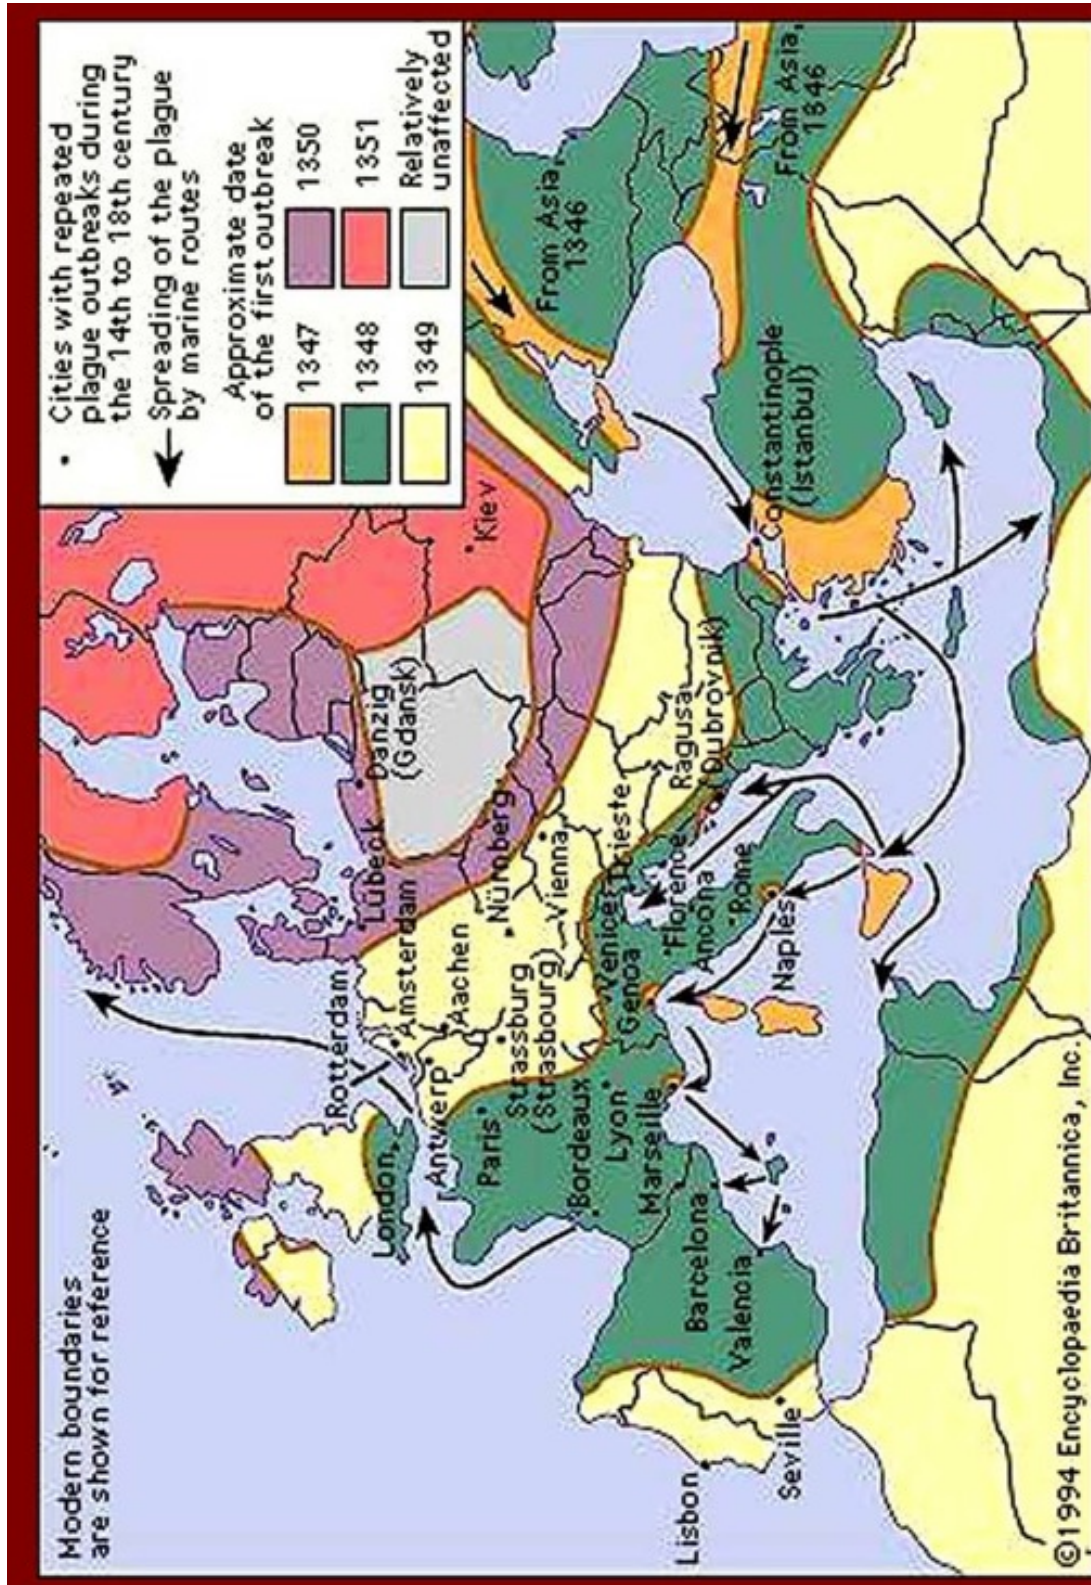 Modern boundaries
are shown for reference
• Cities with repeated
plague outbreaks during
the 14th to 18th century
Spreading of the plague
by marine routes
Approximate date
of the first outbreak
1347
1350
1348
1351
1349
Relatively
unaffected
From Asia,
1346
From Asia,
1346
Kiev
Danzig
(Gdańsk)
Lübeck
Rotterdam
Amsterdam
London
Antwerp
Aachen
Nürnberg
Paris
Strassburg
(Strasbourg)
Vienna
Bordeaux
Lyon
Venice
Trieste
Genoa
Marseille
Florence
Ragusa
(Dubrovnik)
Ancona
Rome
Constantinople
(Istanbul)
Barcelona
Naples
Valencia
Lisbon
Seville
©1994 Encyclopaedia Britannica, Inc.